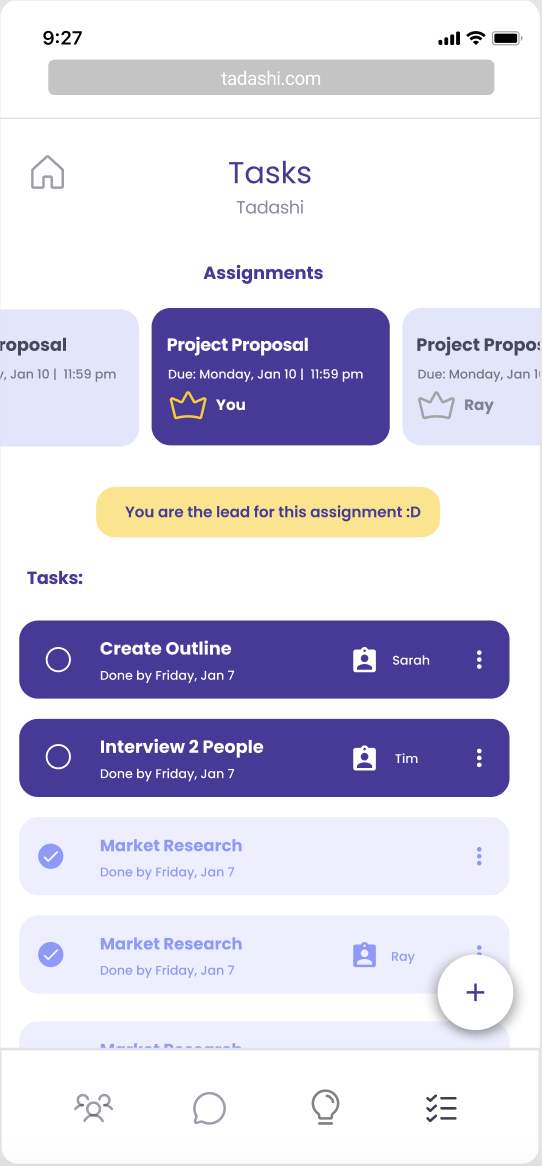 9:27
tadashi.com
Tasks
Tadashi
Assignments
roposal
Jan 10 | 11:59 pm
Project Proposal
Due: Monday, Jan 10 | 11:59 pm
You
Project Propos
Due: Monday, Jan 1
Ray
You are the lead for this assignment :D
Tasks:
Create Outline
Done by Friday, Jan 7
Sarah
Interview 2 People
Done by Friday, Jan 7
Tim
Market Research
Done by Friday, Jan 7
Market Research
Done by Friday, Jan 7
Ray
Market Research